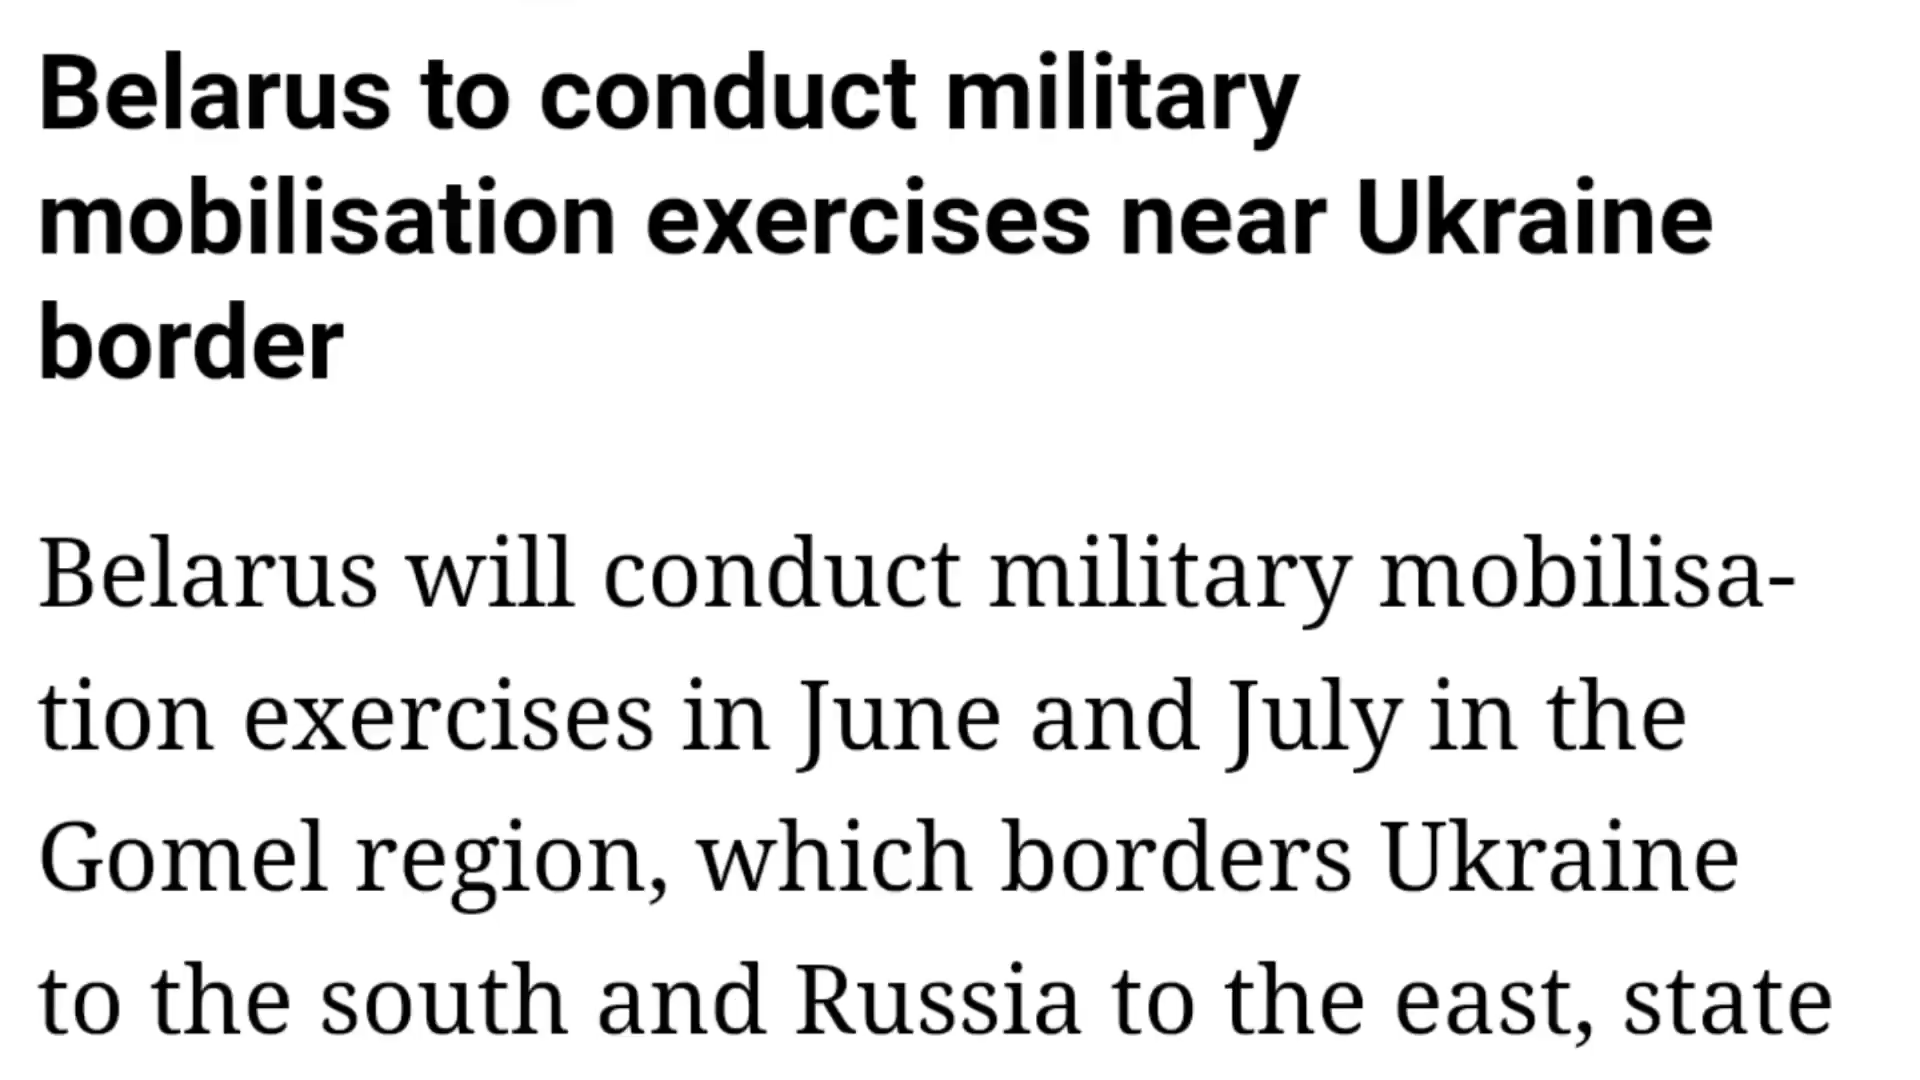 Belarus to conduct military
mobilisation exercises near Ukraine
border
Belarus will conduct military mobilisa-
tion exercises in June and July in the
Gomel region, which borders Ukraine
to the south and Russia to the east, state